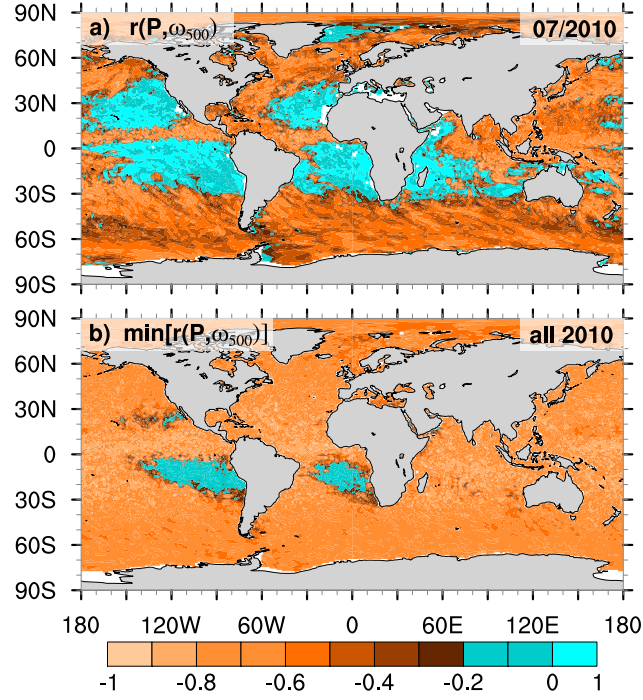 90N
a) r(P,ω500) 07/2010
60N
30N
0
30S
60S
90S
90N
b) min[r(P,ω500)] all 2010
60N
30N
0
30S
60S
90S
180 120W 60W 0 60E 120E 180
-1 -0.8 -0.6 -0.4 -0.2 0 1